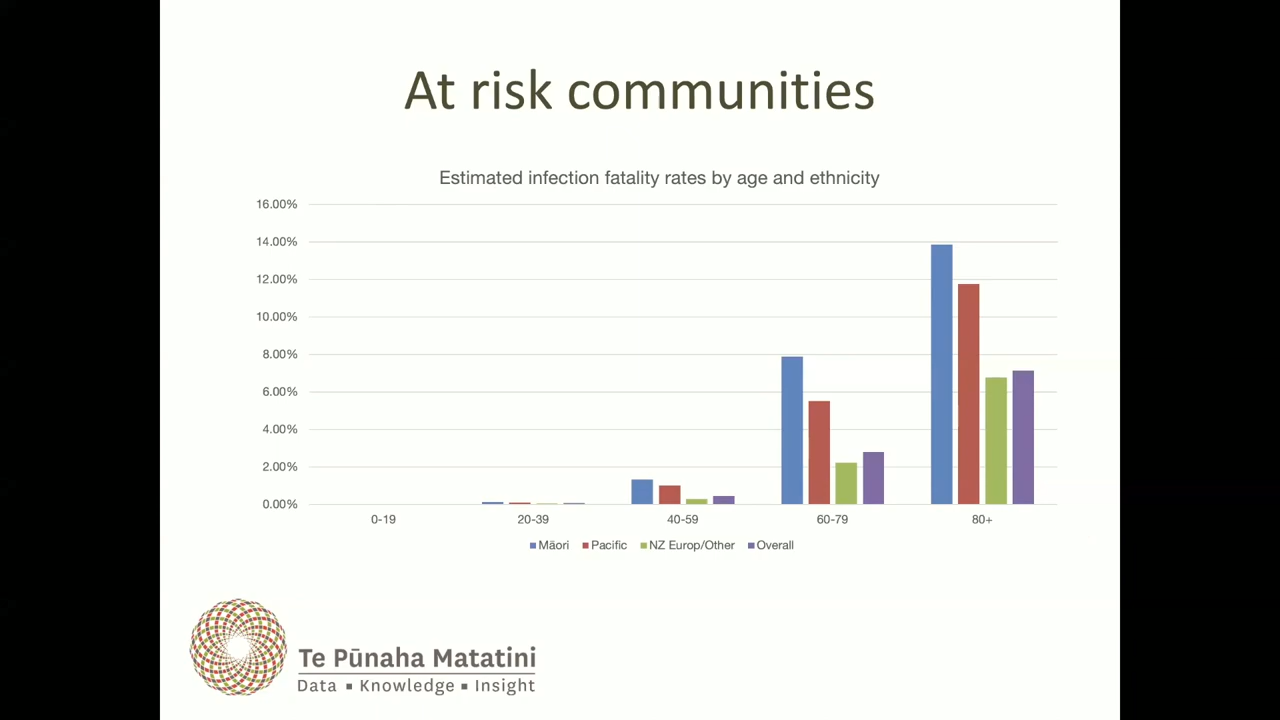 At risk communities
Estimated infection fatality rates by age and ethnicity
16.00%
14.00%
12.00%
10.00%
8.00%
6.00%
4.00%
2.00%
0.00%
0-19 20-39 40-59 60-79 80+
Māori Pacific NZ Europ/Other Overall
Te Pūnaha Matatini
Data ▪ Knowledge ▪ Insight